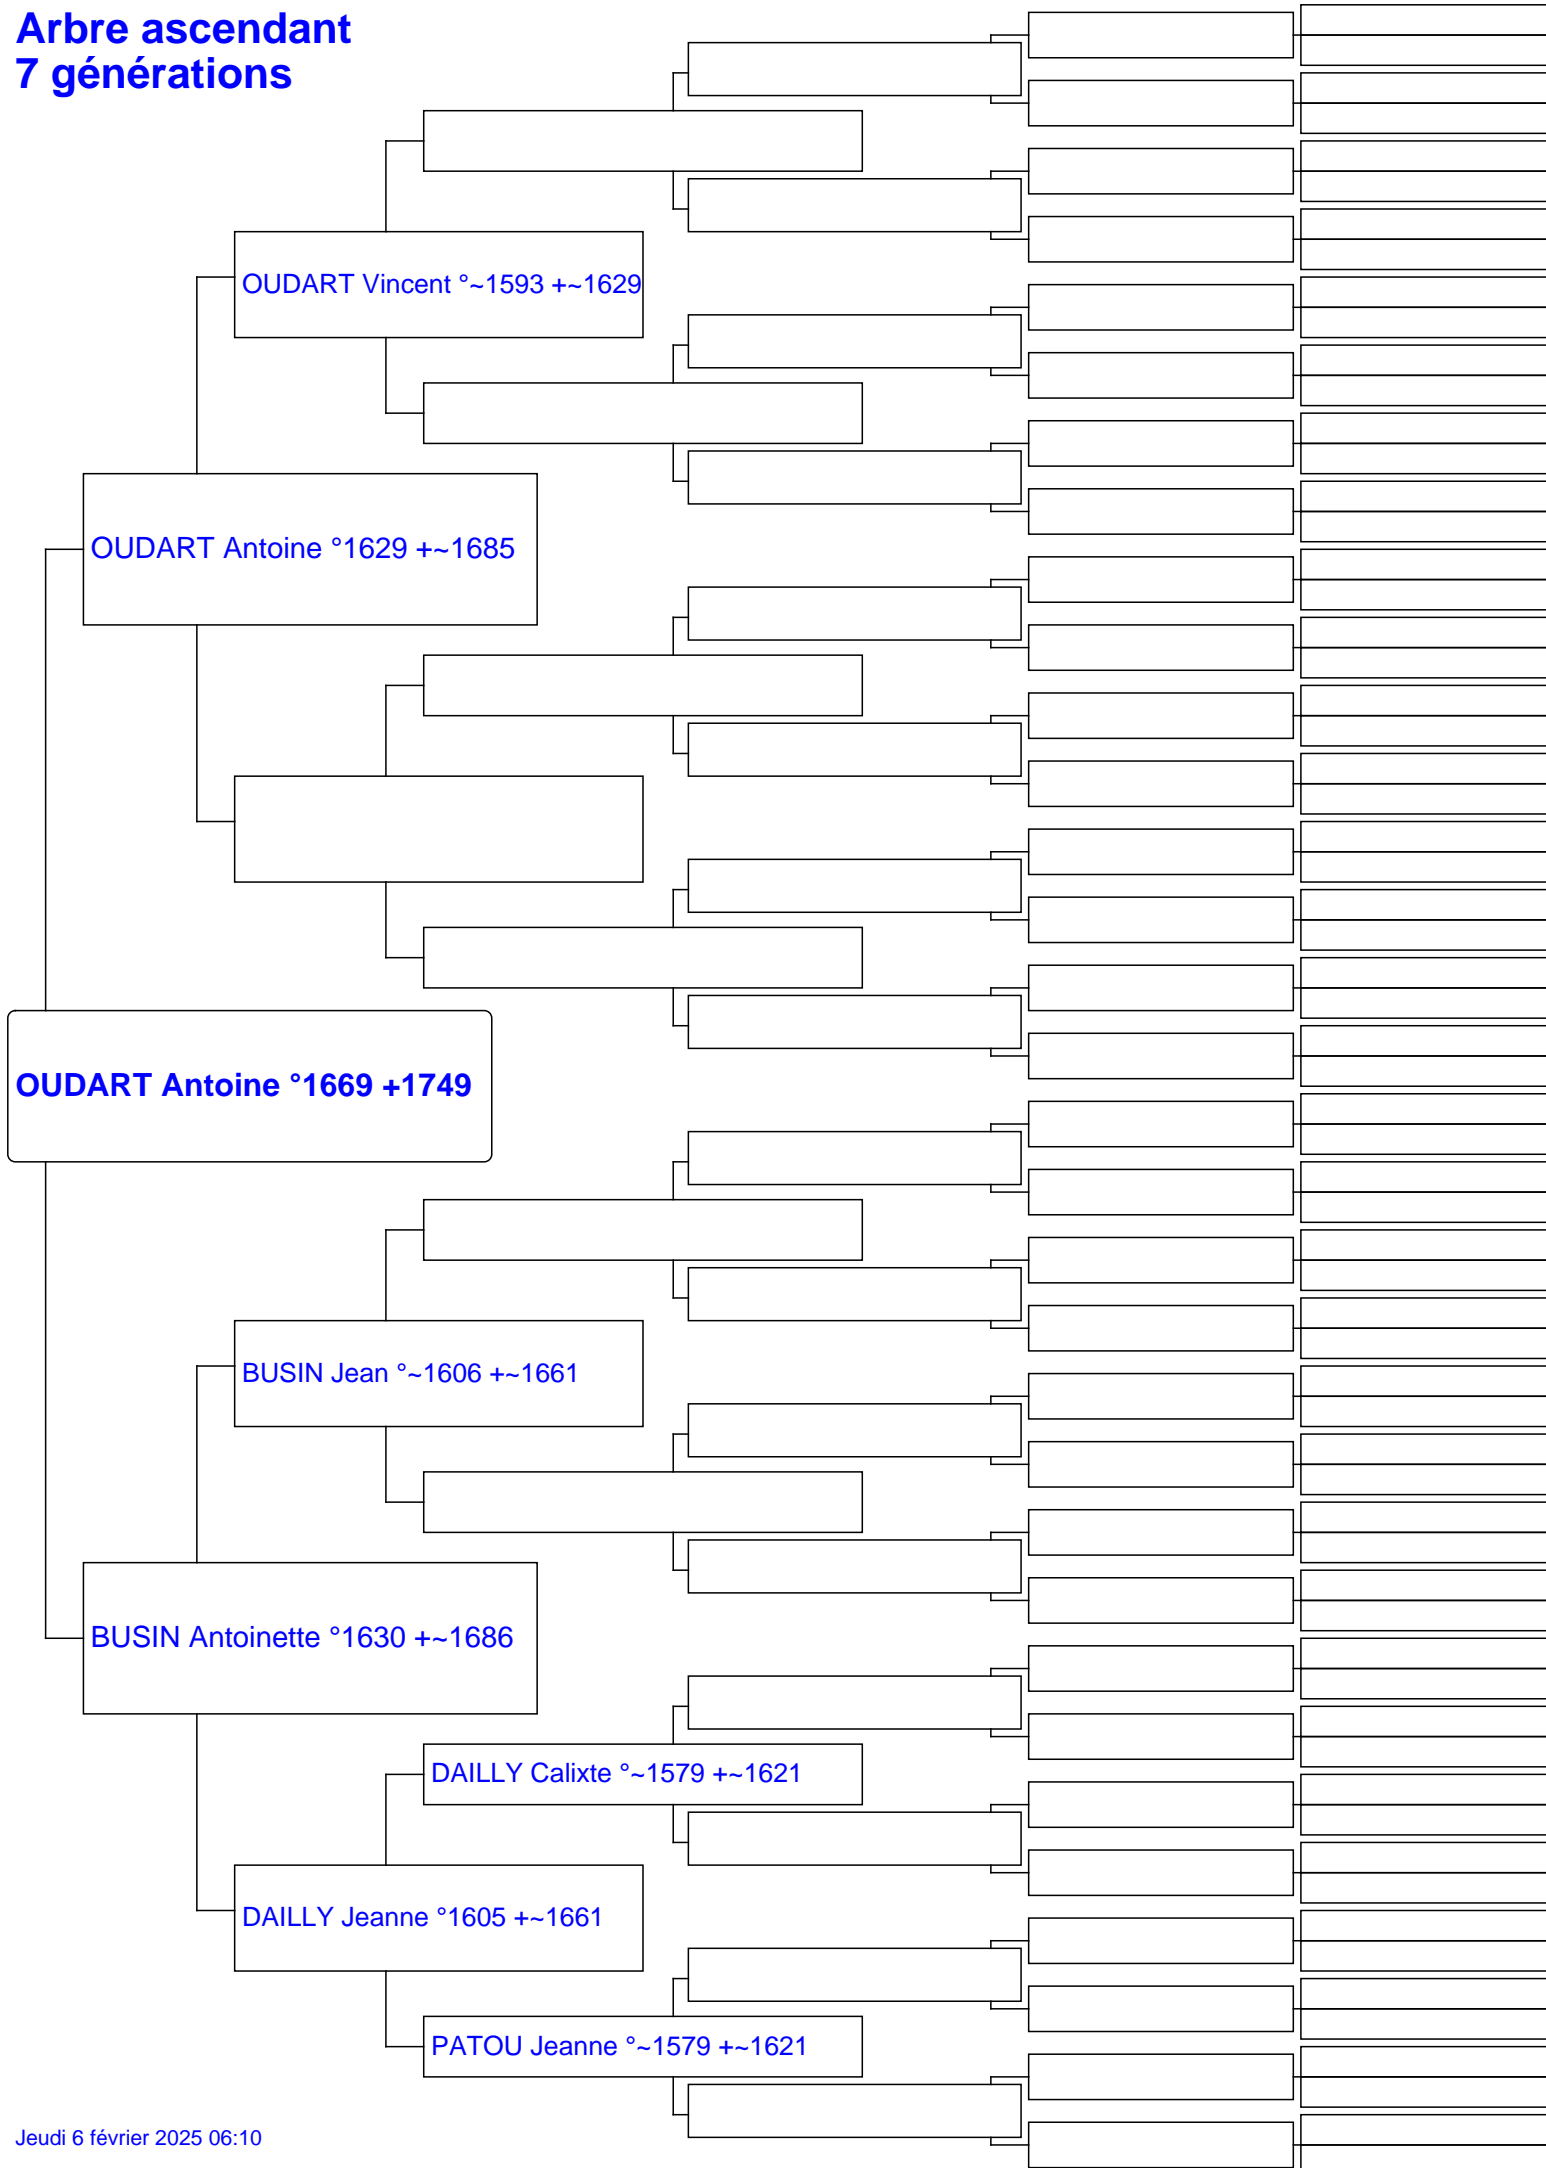 Arbre ascendant
7 générations
OUDART Vincent °~1593 +~1629
OUDART Antoine °1629 +~1685
OUDART Antoine °1669 +1749
BUSIN Jean °~1606 +~1661
BUSIN Antoinette °1630 +~1686
DAILLY Calixte °~1579 +~1621
DAILLY Jeanne °1605 +~1661
PATOU Jeanne °~1579 +~1621
Jeudi 6 février 2025 06:10